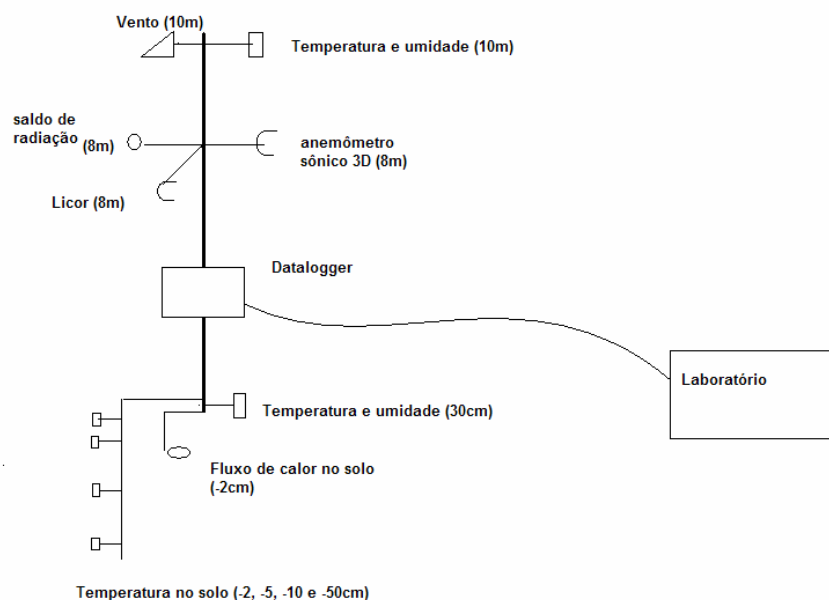 Vento (10m)
Temperatura e umidade (10m)
saldo de
radiação (8m)
anemômetro
sônico 3D (8m)
Licor (8m)
Datalogger
Laboratório
Temperatura e umidade (30cm)
Fluxo de calor no solo
(-2cm)
Temperatura no solo (-2, -5, -10 e -50cm)